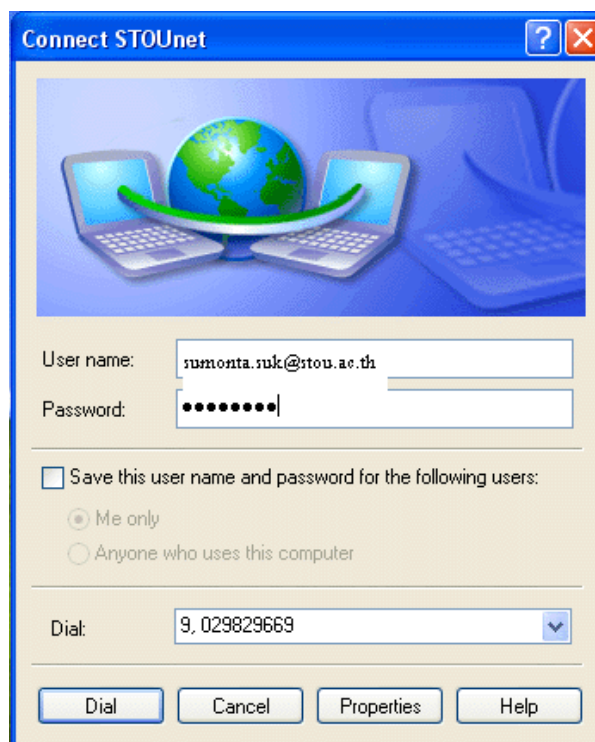 Connect STOUnet
User name:
sumonta.suk@stou.ac.th
Password:
●●●●●●●●
Save this user name and password for the following users:
Me only
Anyone who uses this computer
Dial:
9, 029829669
Dial
Cancel
Properties
Help